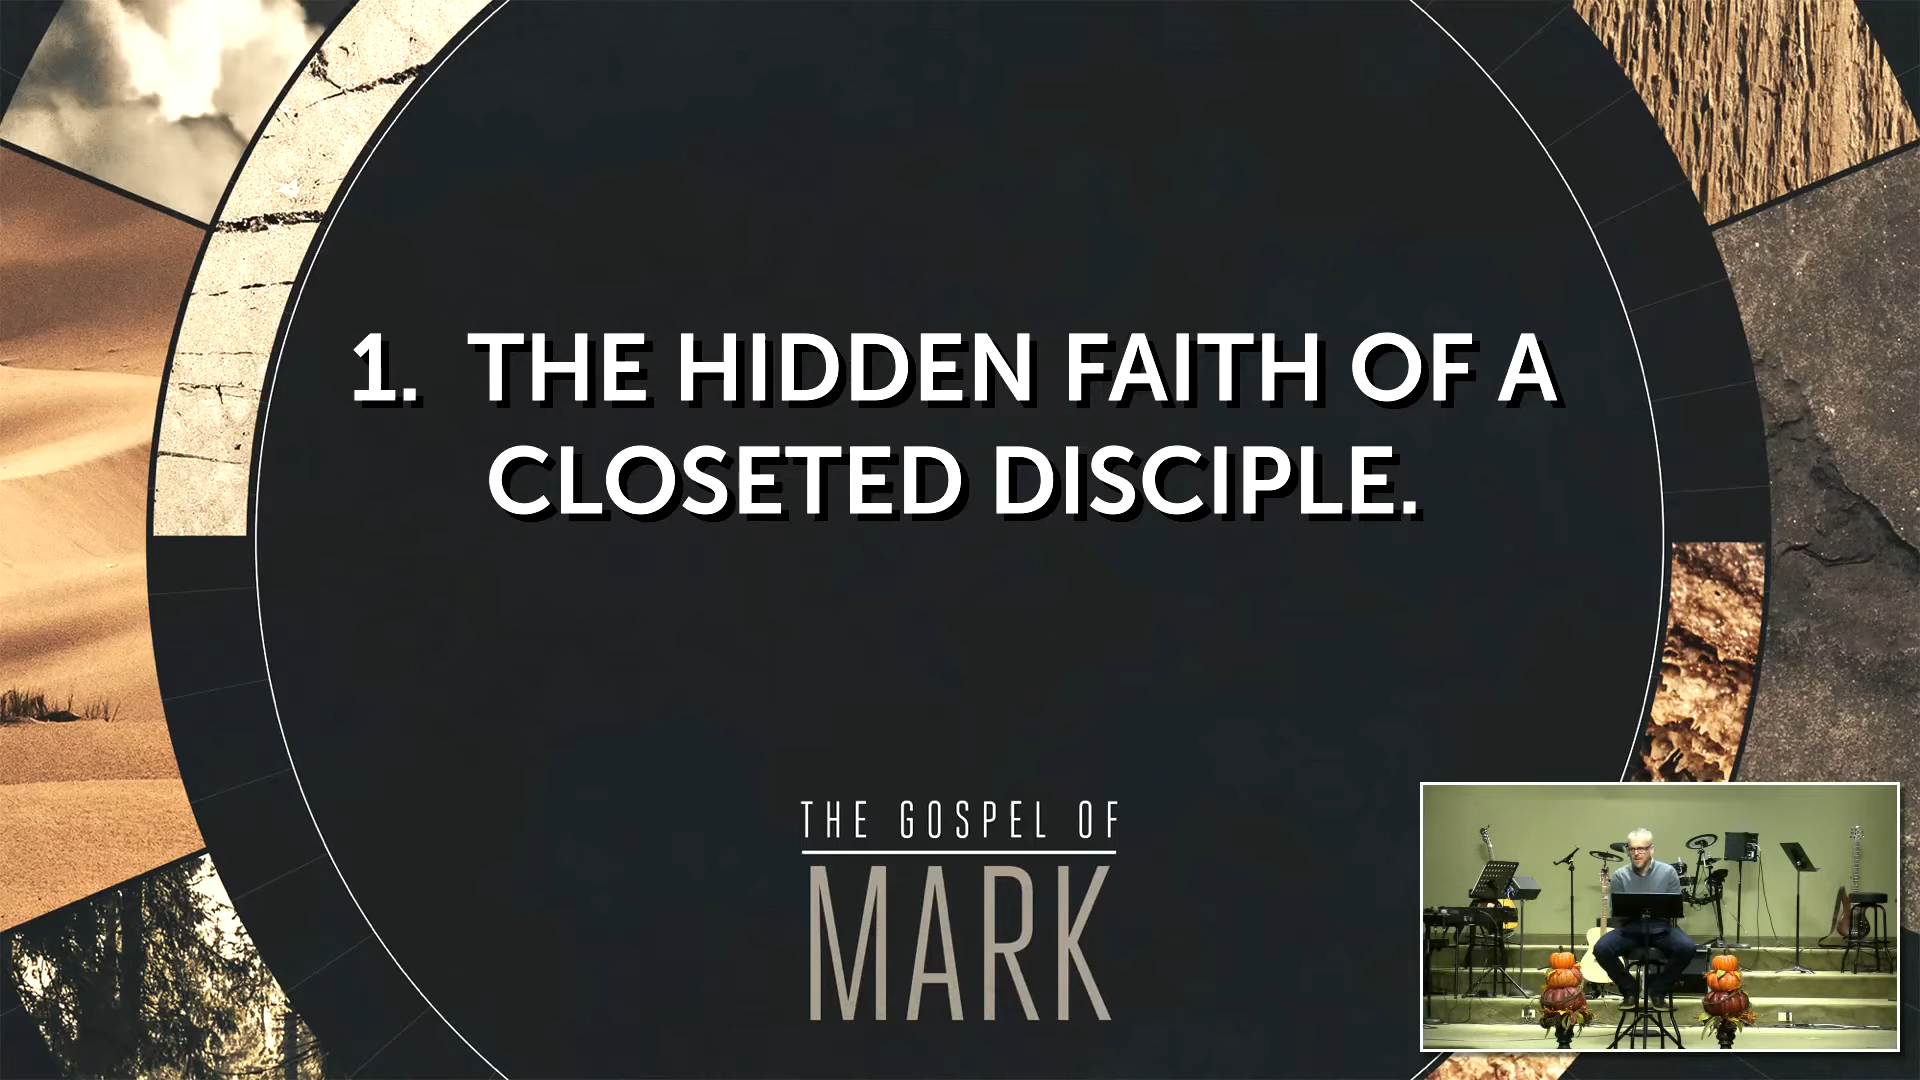 1. THE HIDDEN FAITH OF A
CLOSETED DISCIPLE.
THE GOSPEL OF
MARK